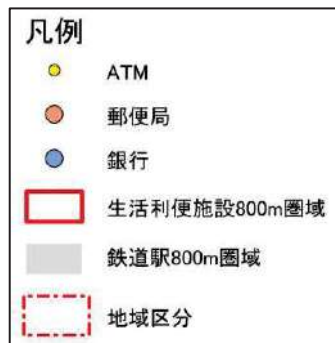 凡例
ATM
郵便局
銀行
生活利便施設800m圏域
鉄道駅800m圏域
地域区分